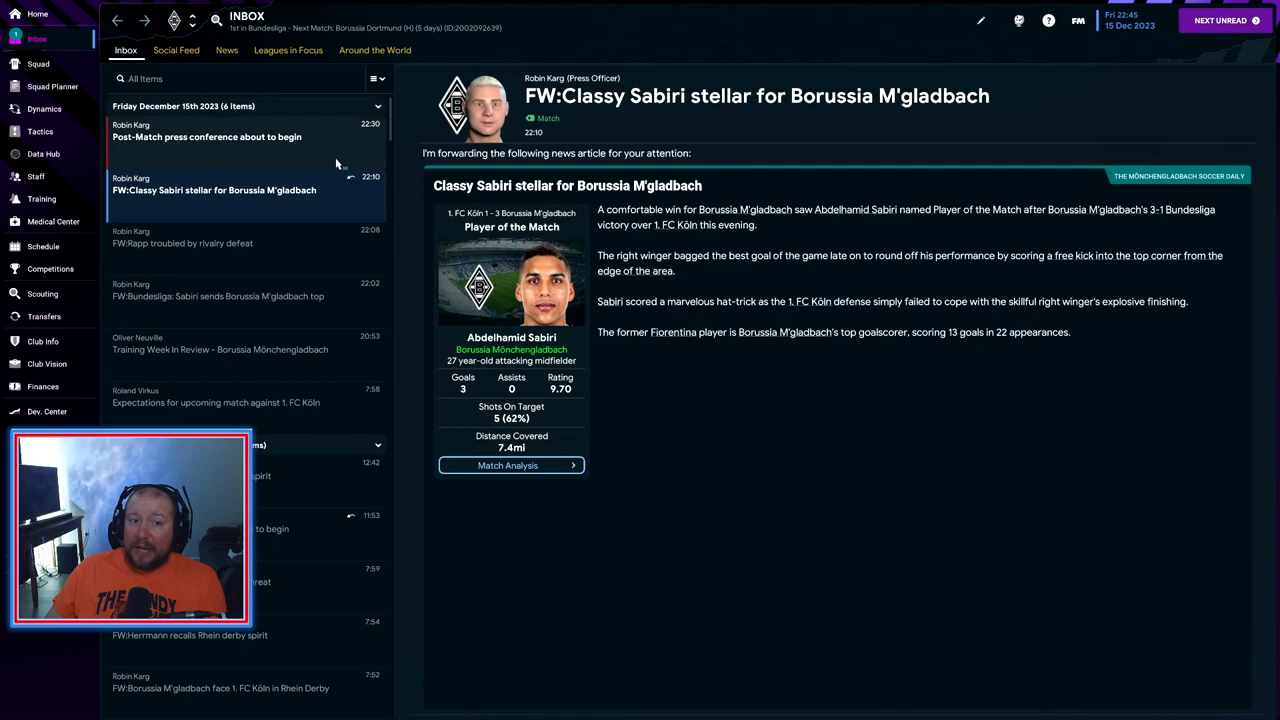 Home
INBOX
1st in Bundesliga - Next Match: Borussia Dortmund (H) (5 days) (ID:2002092639)
FM
Fri 22:45
15 Dec 2023
NEXT UNREAD
1
Inbox
Squad
Squad Planner
Dynamics
Tactics
Data Hub
Staff
Training
Medical Center
Schedule
Competitions
Scouting
Transfers
Club Info
Club Vision
Finances
Dev. Center
Inbox
Social Feed
News
Leagues in Focus
Around the World
All Items
Friday December 15th 2023 (6 items)
Robin Karg
22:30
Post-Match press conference about to begin
Robin Karg
22:10
FW:Classy Sabiri stellar for Borussia M'gladbach
Robin Karg
22:08
FW:Rapp troubled by rivalry defeat
Robin Karg
22:02
FW:Bundesliga: Sabiri sends Borussia M'gladbach top
Oliver Neuville
20:53
Training Week In Review - Borussia Mönchengladbach
Roland Virkus
7:58
Expectations for upcoming match against 1. FC Köln
ms)
12:42
pirit
11:53
to begin
7:59
reat
7:54
FW:Herrmann recalls Rhein derby spirit
Robin Karg
7:52
FW:Borussia M'gladbach face 1. FC Köln in Rhein Derby
Robin Karg (Press Officer)
FW:Classy Sabiri stellar for Borussia M'gladbach
Match
22:10
I'm forwarding the following news article for your attention:
THE MÖNCHENGLADBACH SOCCER DAILY
Classy Sabiri stellar for Borussia M'gladbach
1. FC Köln 1 - 3 Borussia M'gladbach
Player of the Match
Abdelhamid Sabiri
Borussia Mönchengladbach
27 year-old attacking midfielder
Goals
Assists
Rating
3
0
9.70
Shots On Target
5 (62%)
Distance Covered
7.4mi
Match Analysis
A comfortable win for Borussia M'gladbach saw Abdelhamid Sabiri named Player of the Match after Borussia M'gladbach's 3-1 Bundesliga
victory over 1. FC Köln this evening.
The right winger bagged the best goal of the game late on to round off his performance by scoring a free kick into the top corner from the
edge of the area.
Sabiri scored a marvelous hat-trick as the 1. FC Köln defense simply failed to cope with the skillful right winger's explosive finishing.
The former Fiorentina player is Borussia M'gladbach's top goalscorer, scoring 13 goals in 22 appearances.